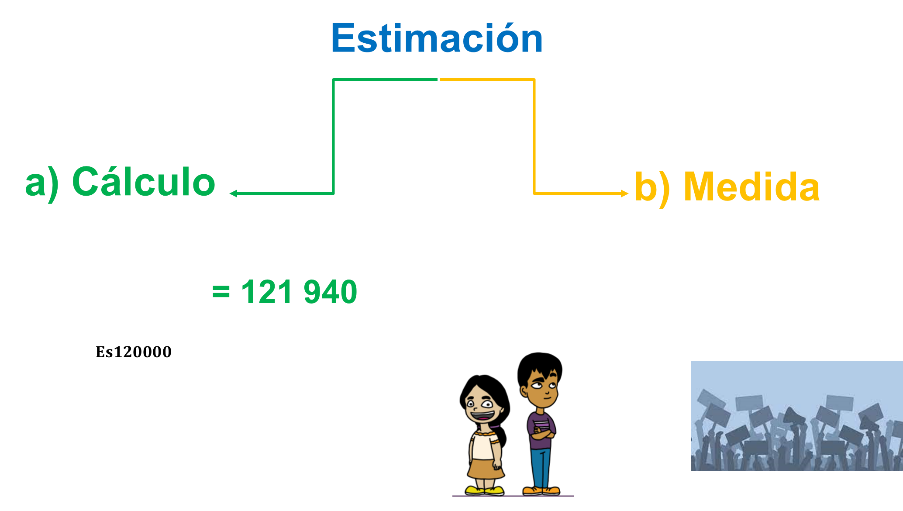 Estimación
a) Cálculo
b) Medida
= 121 940
Es120000